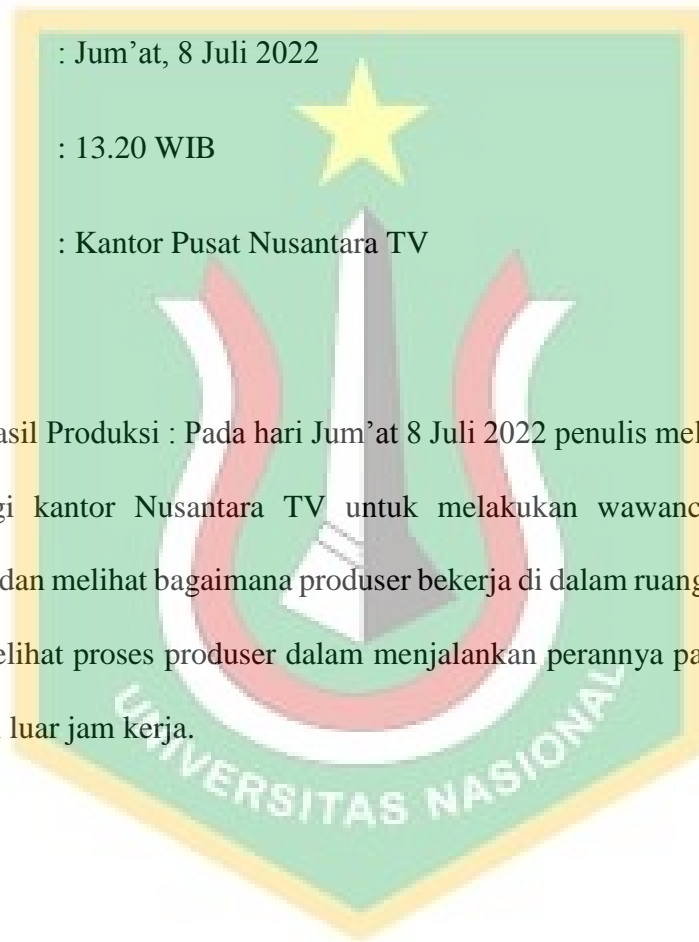 : Jum’at, 8 Juli 2022
: 13.20 WIB
: Kantor Pusat Nusantara TV
asil Produksi : Pada hari Jum’at 8 Juli 2022 penulis mel
gi kantor Nusantara TV untuk melakukan wawanc
dan melihat bagaimana produser bekerja di dalam ruang
elihat proses produser dalam menjalankan perannya pa
luar jam kerja.
UNIVERSITAS NASIONAL